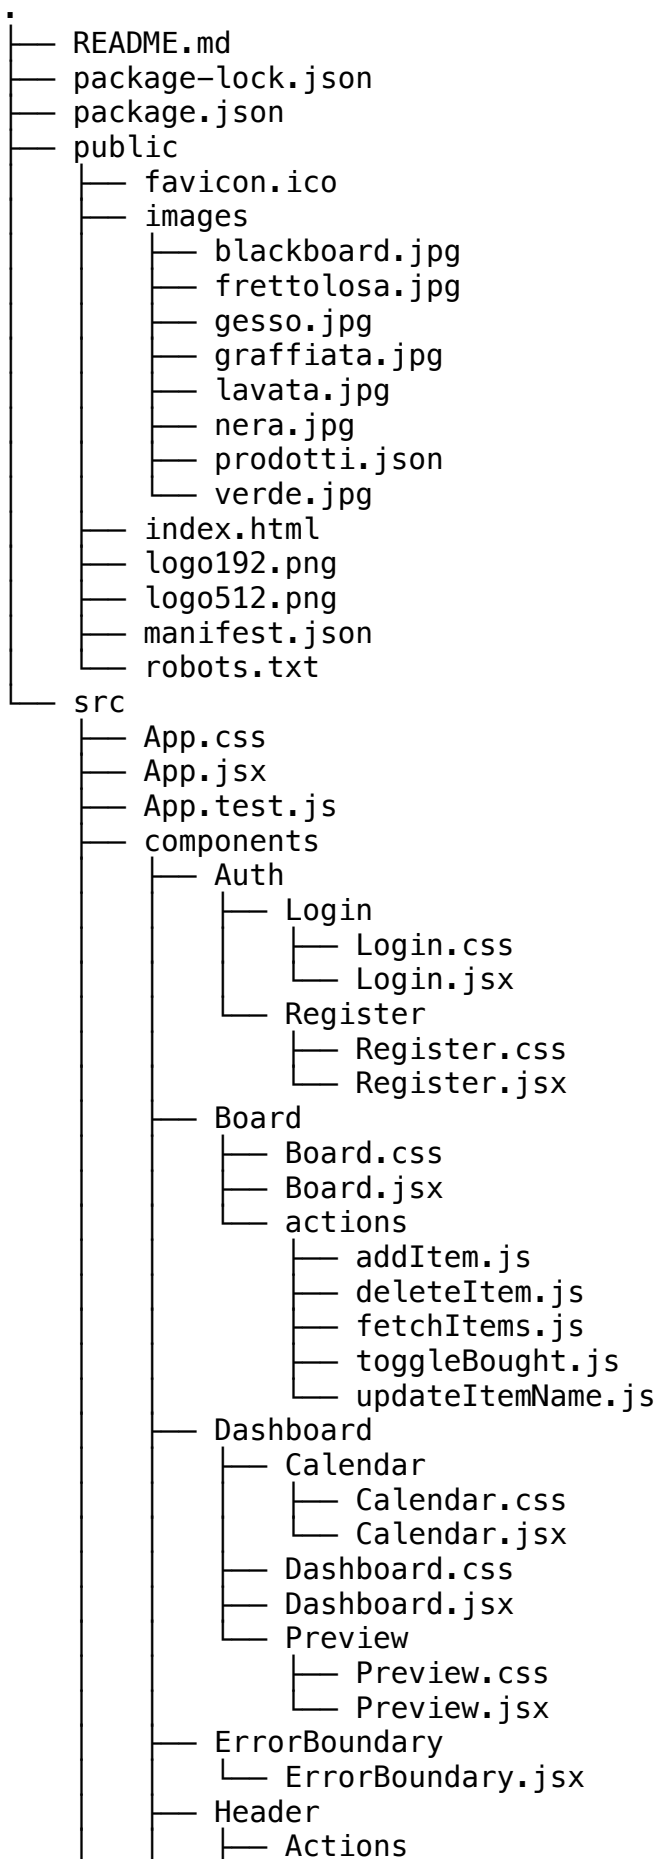 .
├── README.md
├── package-lock.json
├── package.json
├── public
│   ├── favicon.ico
│   ├── images
│   │   ├── blackboard.jpg
│   │   ├── frettolosa.jpg
│   │   ├── gesso.jpg
│   │   ├── graffiata.jpg
│   │   ├── lavata.jpg
│   │   ├── nera.jpg
│   │   ├── prodotti.json
│   │   └── verde.jpg
│   ├── index.html
│   ├── logo192.png
│   ├── logo512.png
│   ├── manifest.json
│   └── robots.txt
└── src
    ├── App.css
    ├── App.jsx
    ├── App.test.js
    ├── components
    │   ├── Auth
    │   │   ├── Login
    │   │   │   ├── Login.css
    │   │   │   └── Login.jsx
    │   │   └── Register
    │   │       ├── Register.css
    │   │       └── Register.jsx
    │   ├── Board
    │   │   ├── Board.css
    │   │   ├── Board.jsx
    │   │   └── actions
    │   │       ├── addItem.js
    │   │       ├── deleteItem.js
    │   │       ├── fetchItems.js
    │   │       ├── toggleBought.js
    │   │       └── updateItemName.js
    │   ├── Dashboard
    │   │   ├── Calendar
    │   │   │   ├── Calendar.css
    │   │   │   └── Calendar.jsx
    │   │   ├── Dashboard.css
    │   │   ├── Dashboard.jsx
    │   │   └── Preview
    │   │       ├── Preview.css
    │   │       └── Preview.jsx
    │   ├── ErrorBoundary
    │   │   └── ErrorBoundary.jsx
    │   ├── Header
    │   │   ├── Actions